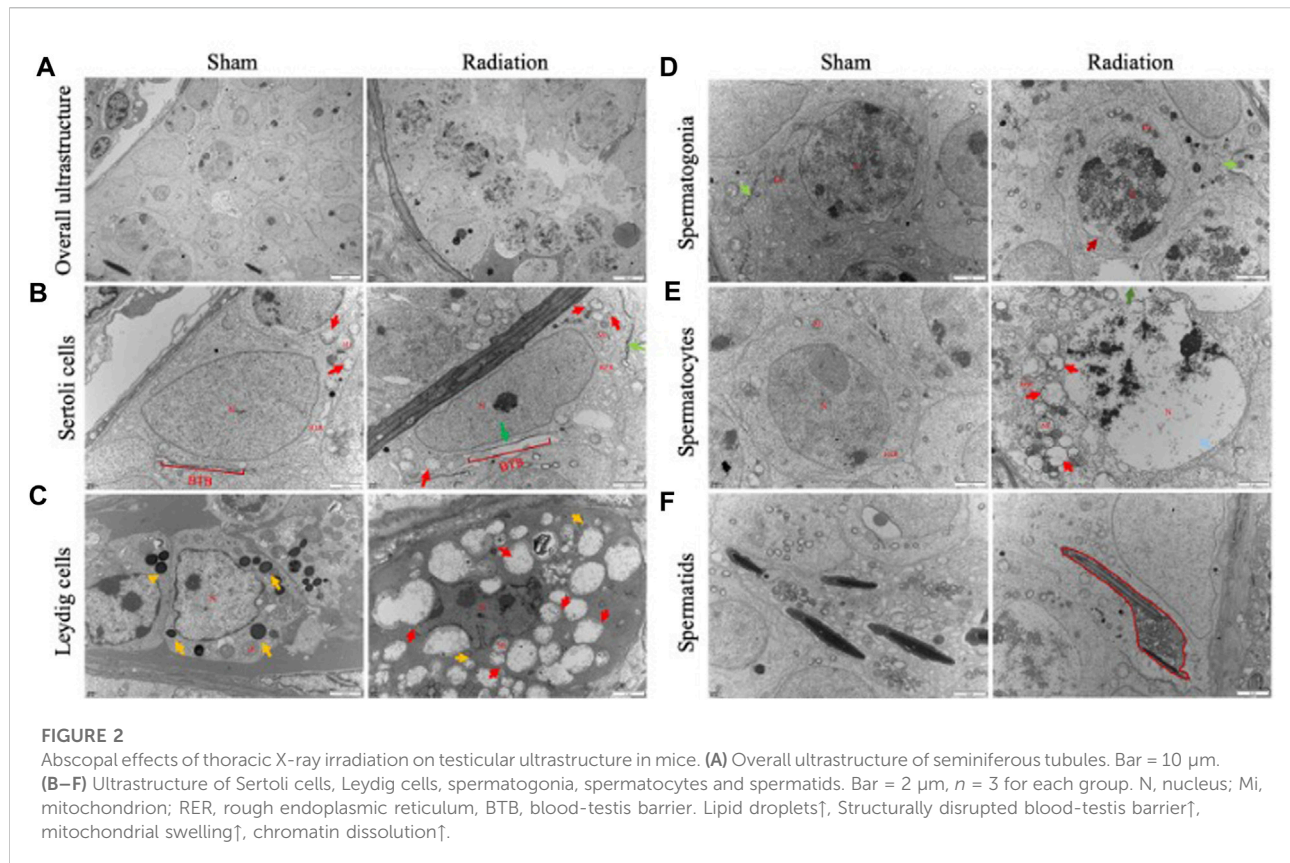 Sham
Radiation
A
Overall ultrastructure
B
Sertoli cells
N
RER
BTB
N
RER
BTB
C
Leydig cells
N
N
D
Sham
Radiation
Spermatogonia
N
N
E
Spermatocytes
N
RER
N
F
Spermatids
FIGURE 2
Abscopal effects of thoracic X-ray irradiation on testicular ultrastructure in mice. (A) Overall ultrastructure of seminiferous tubules. Bar = 10 µm.
(B–F) Ultrastructure of Sertoli cells, Leydig cells, spermatogonia, spermatocytes and spermatids. Bar = 2 µm, n = 3 for each group. N, nucleus; Mi,
mitochondrion; RER, rough endoplasmic reticulum, BTB, blood-testis barrier. Lipid droplets↑, Structurally disrupted blood-testis barrier↑,
mitochondrial swelling↑, chromatin dissolution↑.